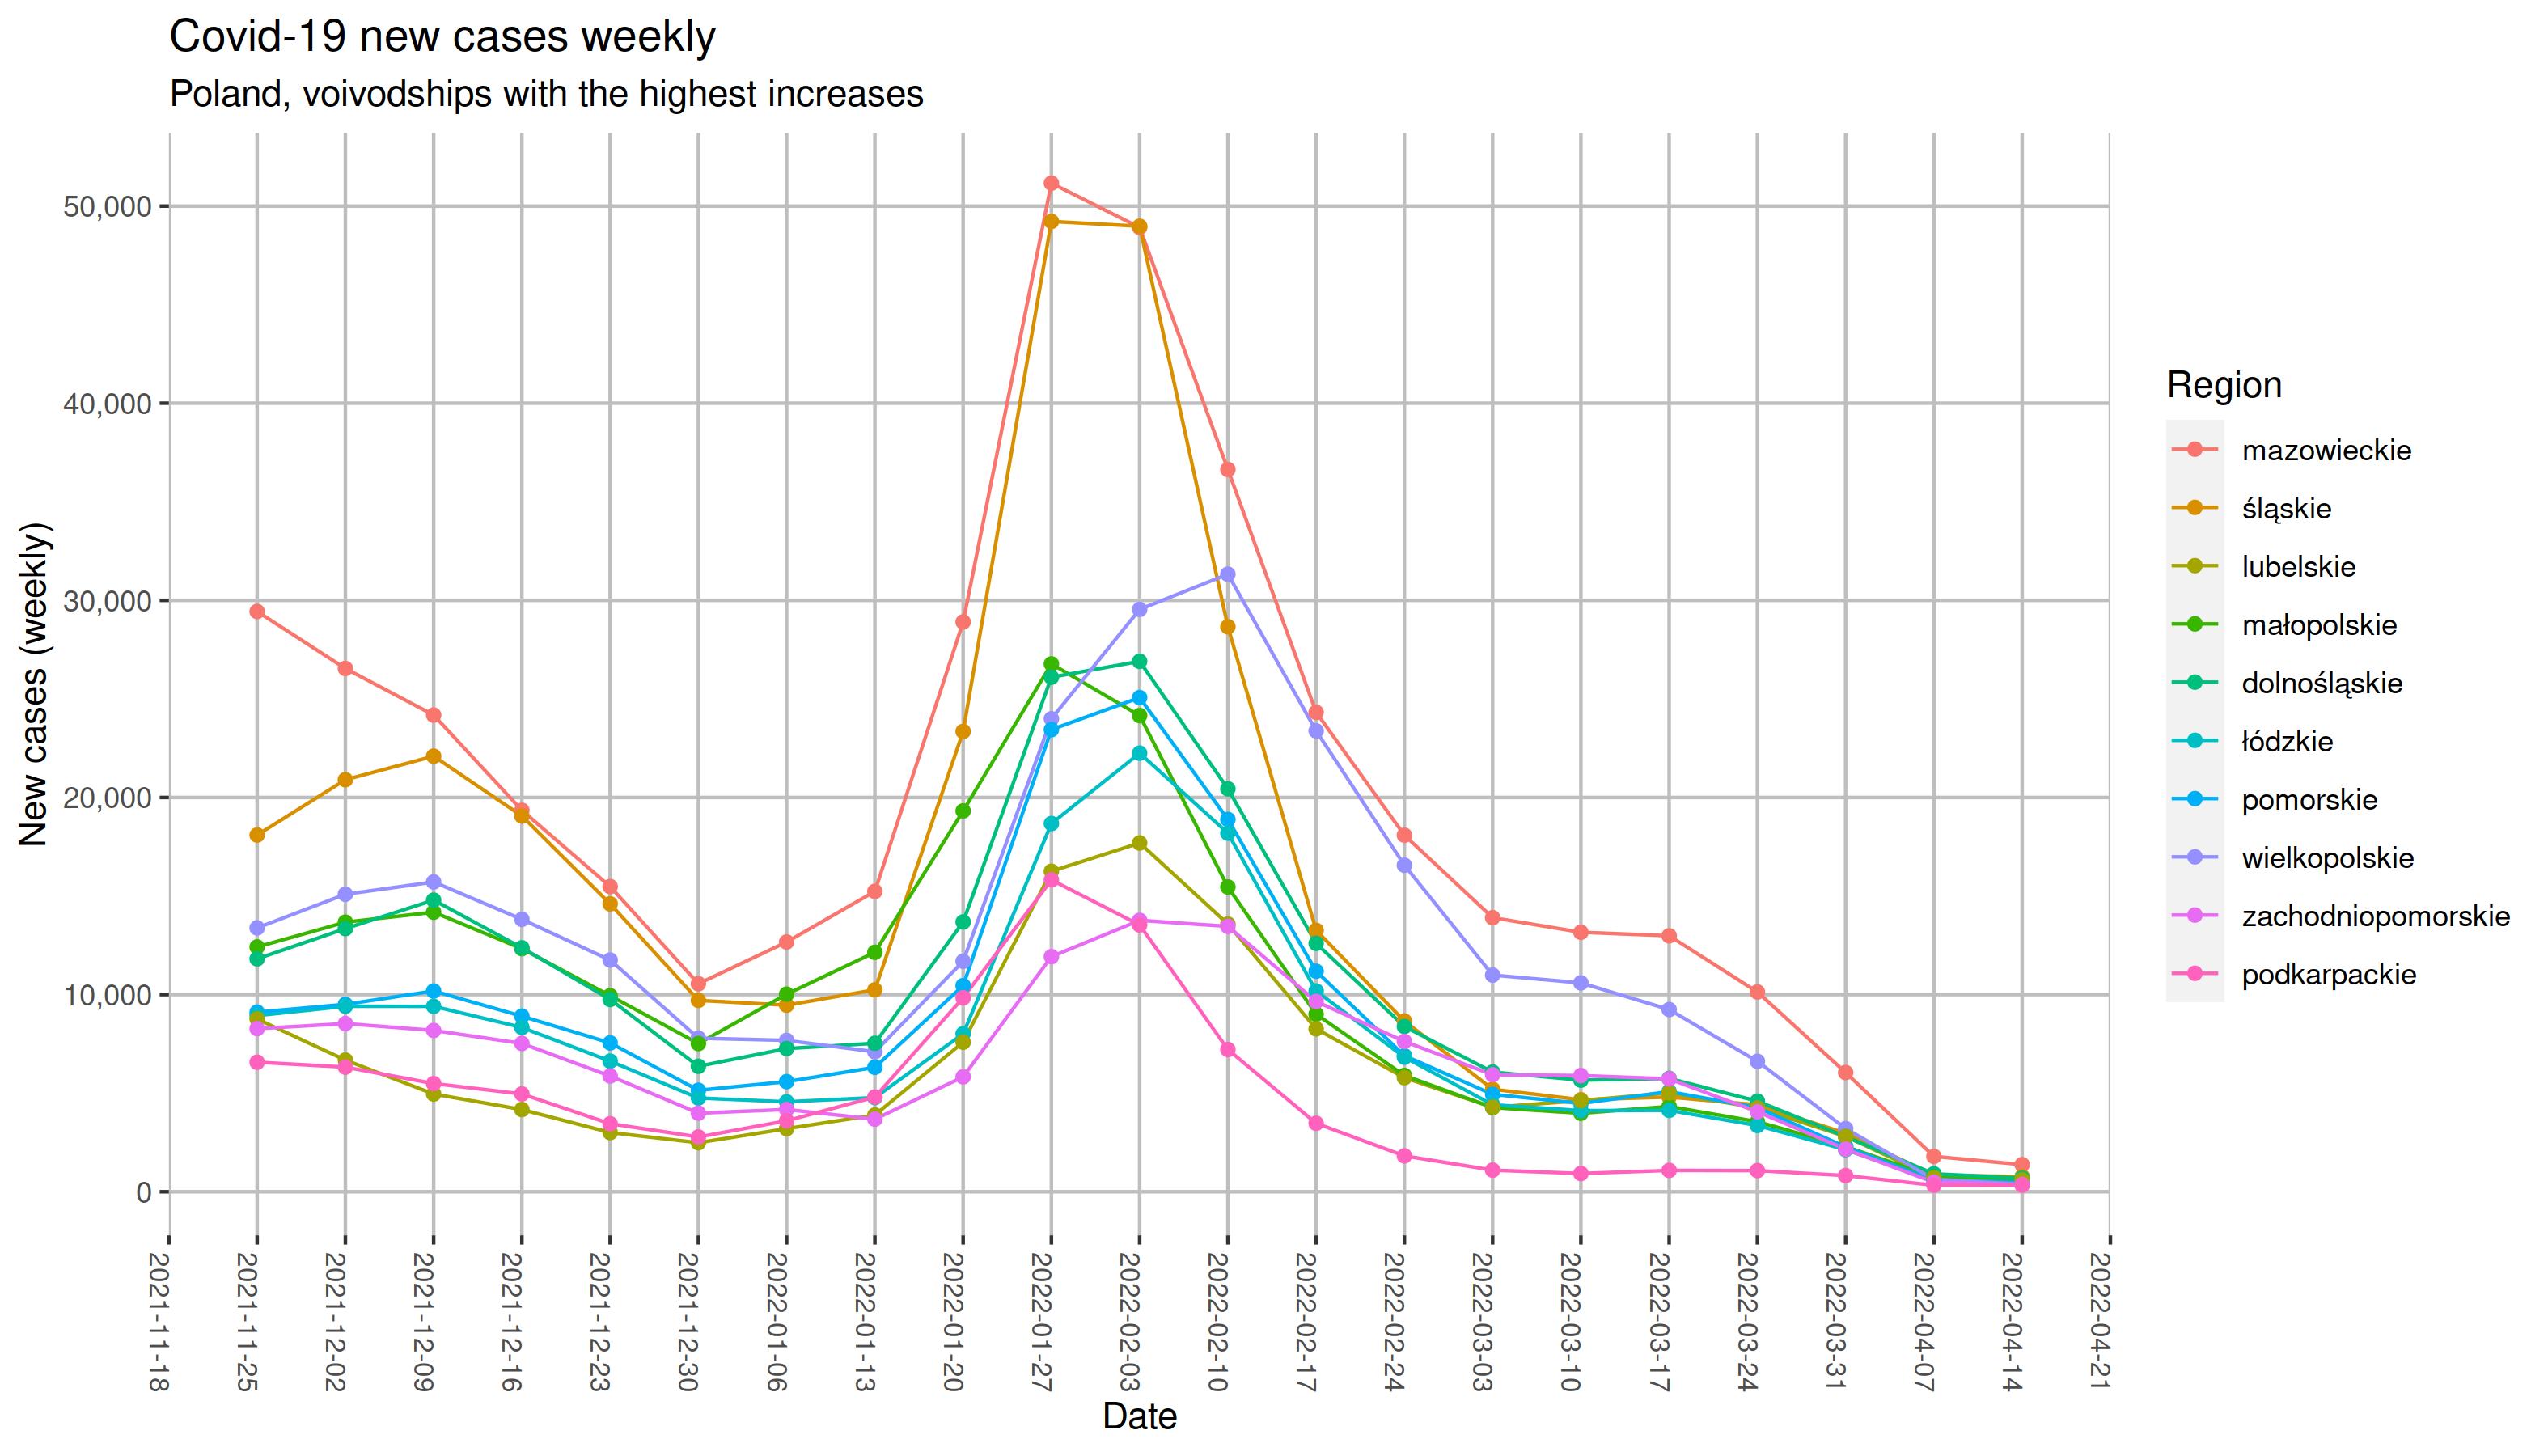 Covid-19 new cases weekly
Poland, voivodships with the highest increases
New cases (weekly)
50,000
40,000
30,000
20,000
10,000
0
2021-11-18
2021-11-25
2021-12-02
2021-12-09
2021-12-16
2021-12-23
2021-12-30
2022-01-06
2022-01-13
2022-01-20
2022-01-27
2022-02-03
2022-02-10
2022-02-17
2022-02-24
2022-03-03
2022-03-10
2022-03-17
2022-03-24
2022-03-31
2022-04-07
2022-04-14
2022-04-21
Date
Region
mazowieckie
śląskie
lubelskie
małopolskie
dolnośląskie
łódzkie
pomorskie
wielkopolskie
zachodniopomorskie
podkarpackie